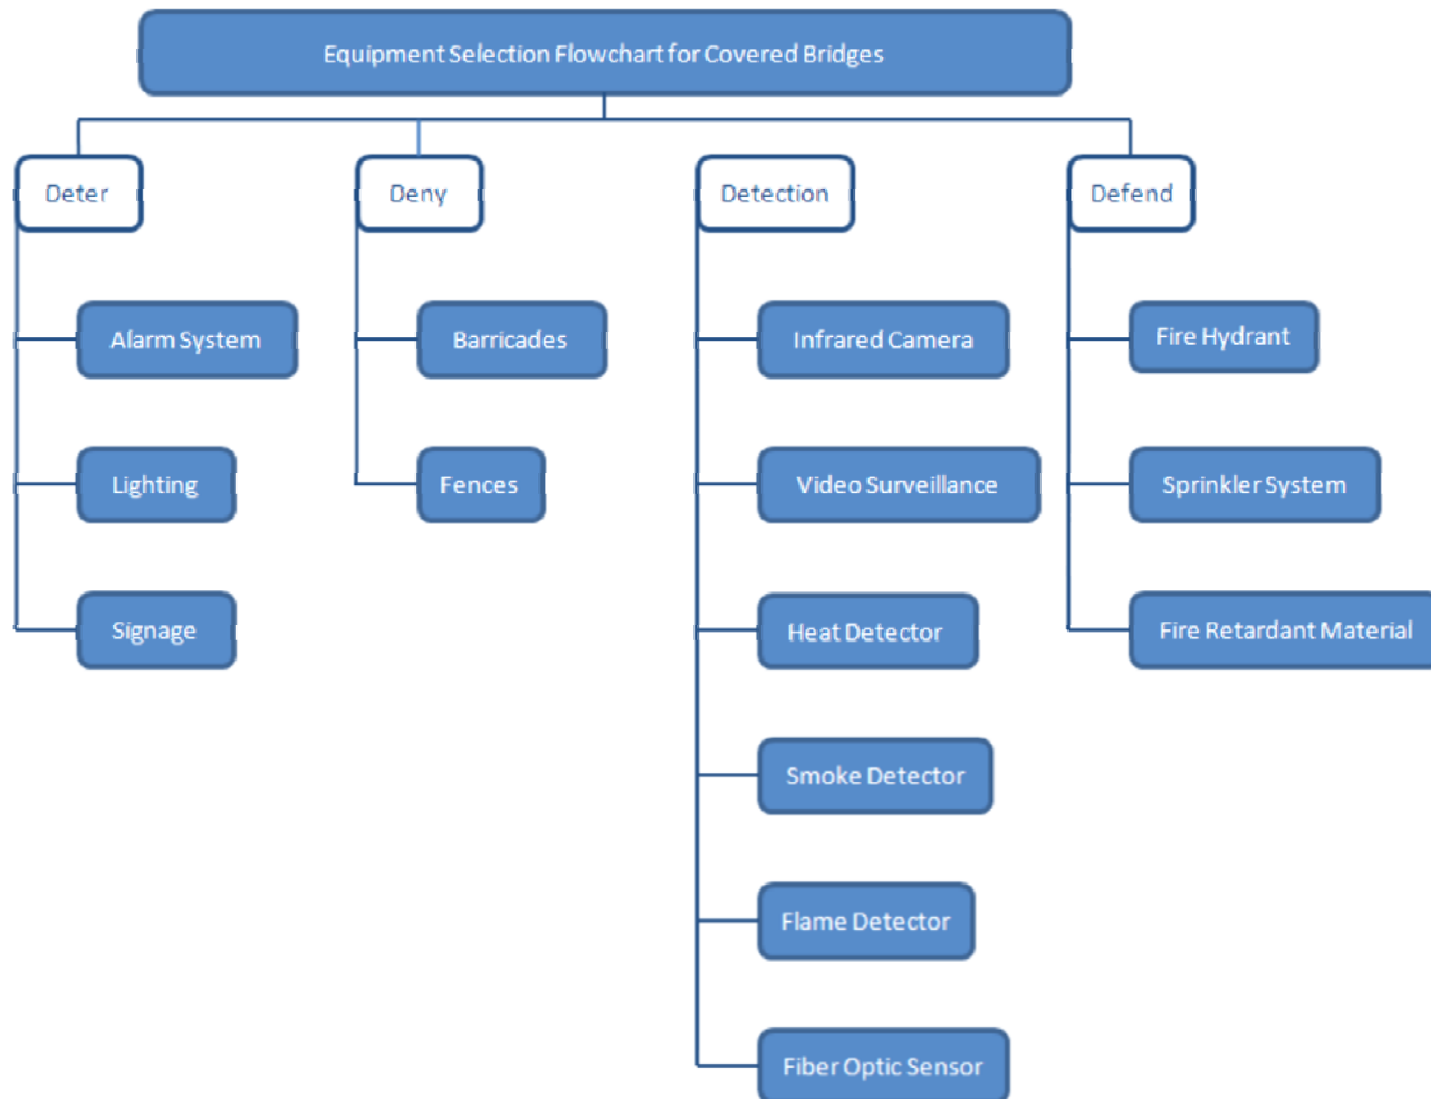 Equipment Selection Flowchart for Covered Bridges
Deter
Deny
Detection
Defend
Alarm System
Barricades
Infrared Camera
Fire Hydrant
Lighting
Fences
Video Surveillance
Sprinkler System
Signage
Heat Detector
Fire Retardant Material
Smoke Detector
Flame Detector
Fiber Optic Sensor